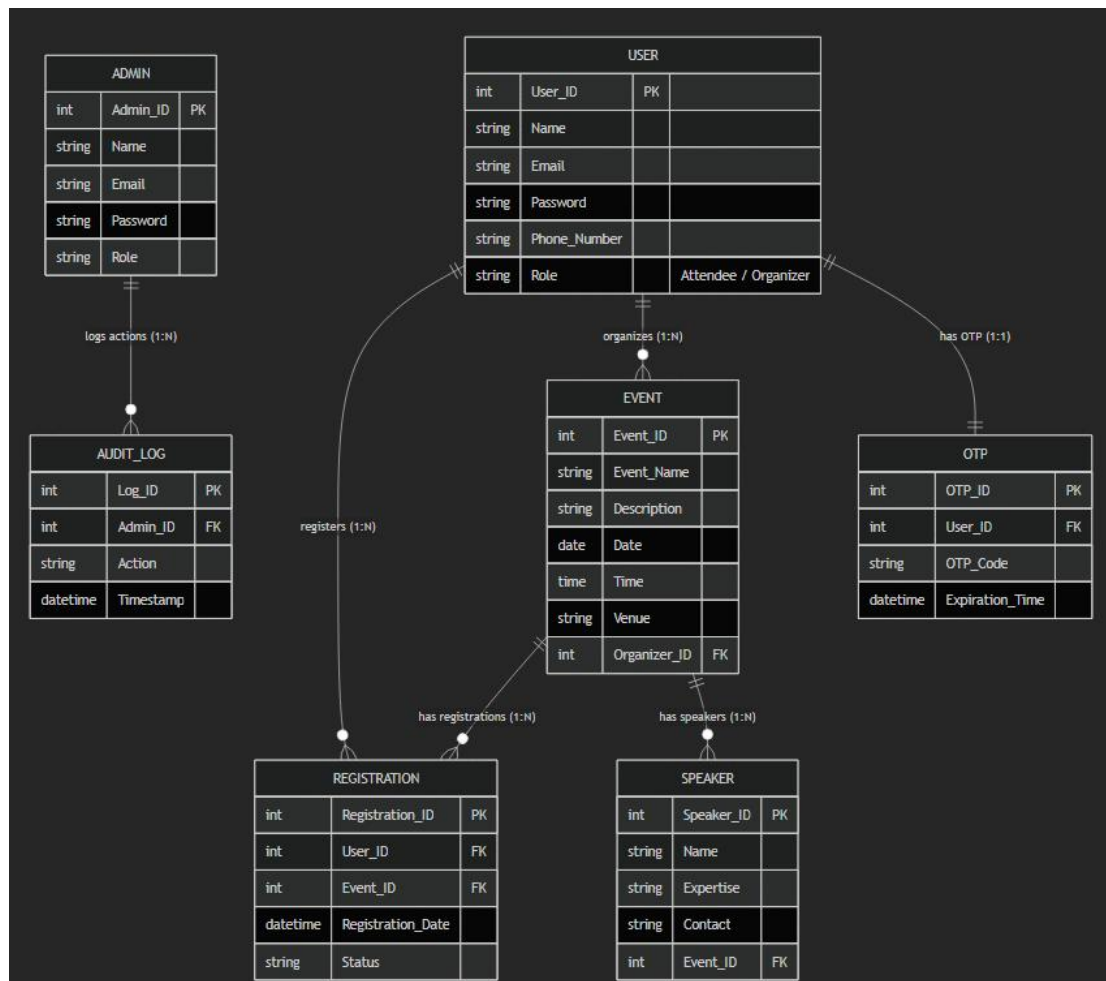 ADMIN
int Admin_ID PK
string Name
string Email
string Password
string Role
USER
int User_ID PK
string Name
string Email
string Password
string Phone_Number
string Role Attendee / Organizer
logs actions (1:N)
organizes (1:N)
has OTP (1:1)
AUDIT_LOG
int Log_ID PK
int Admin_ID FK
string Action
datetime Timestamp
registers (1:N)
EVENT
int Event_ID PK
string Event_Name
string Description
date Date
time Time
string Venue
int Organizer_ID FK
OTP
int OTP_ID PK
int User_ID FK
string OTP_Code
datetime Expiration_Time
has registrations (1:N)
has speakers (1:N)
REGISTRATION
int Registration_ID PK
int User_ID FK
int Event_ID FK
datetime Registration_Date
string Status
SPEAKER
int Speaker_ID PK
string Name
string Expertise
string Contact
int Event_ID FK